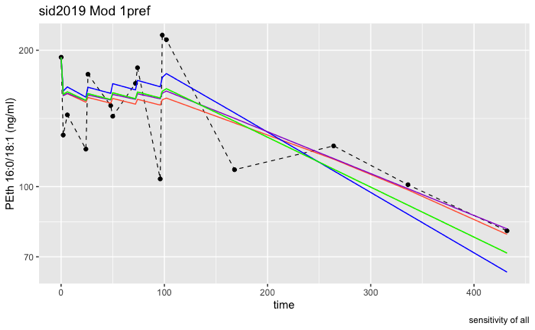 sid2019 Mod 1pref
PEth 16:0/18:1 (ng/ml)
200
100
70
0
100
200
300
400
time
sensitivity of all